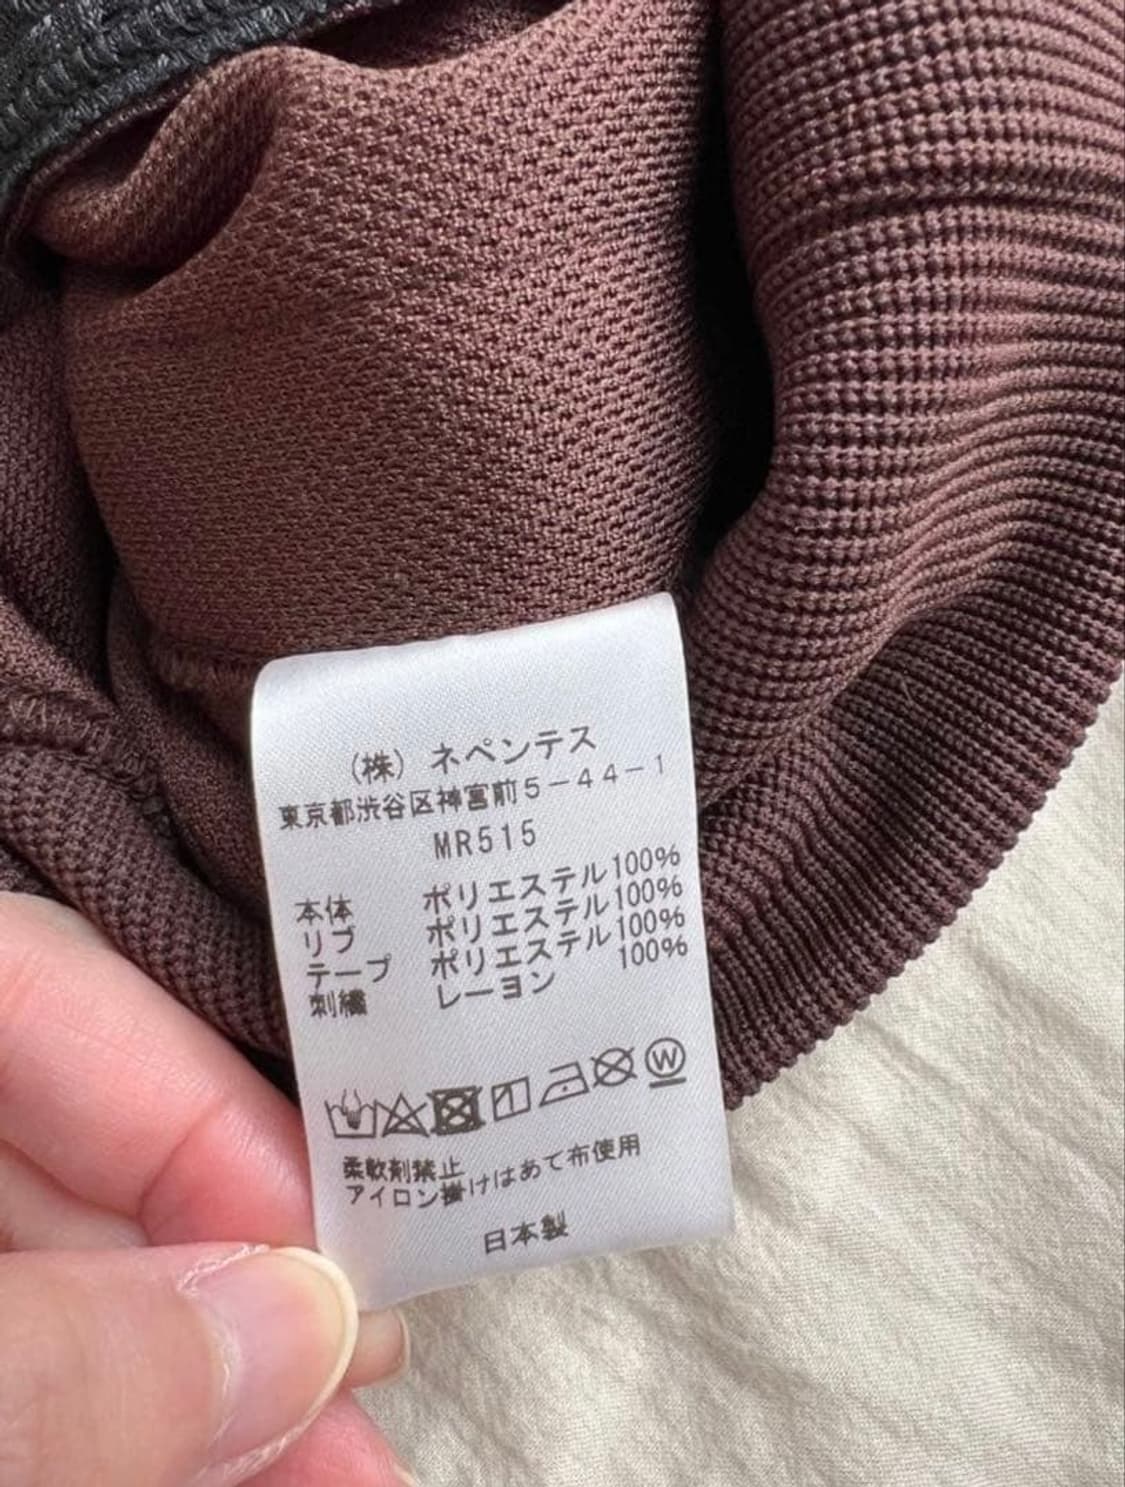 （株）ネペンテス
東京都渋谷区神宮前５－４４－１
MR515
本体 ポリエステル100%
リブ ポリエステル100%
テープ ポリエステル100%
刺繍 レーヨン 100%
W
柔軟剤禁止
アイロン掛けはあて布使用
日本製